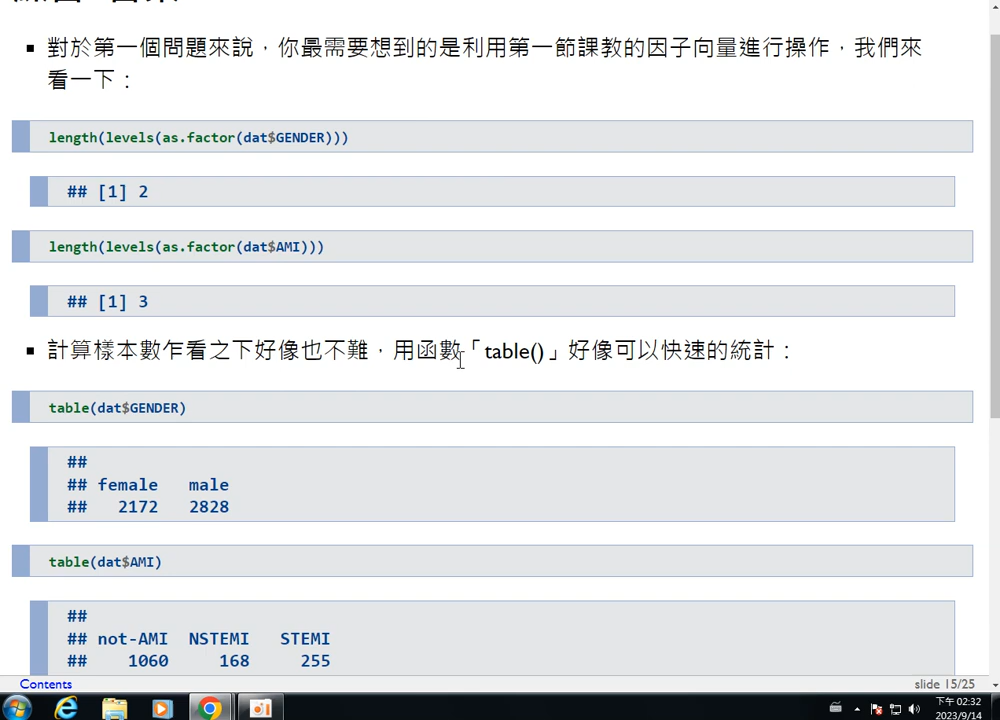 對於第一個問題來說，你最需要想到的是利用第一節課教的因子向量進行操作，我們來
看一下：
length(levels(as.factor(dat$GENDER)))
## [1] 2
length(levels(as.factor(dat$AMI)))
## [1] 3
計算樣本數乍看之下好像也不難，用函數「table()」好像可以快速的統計：
table(dat$GENDER)
##
## female   male
##   2172   2828
table(dat$AMI)
##
## not-AMI  NSTEMI   STEMI
##    1060     168     255
Contents
slide 15/25
下午 02:32
2023/9/14